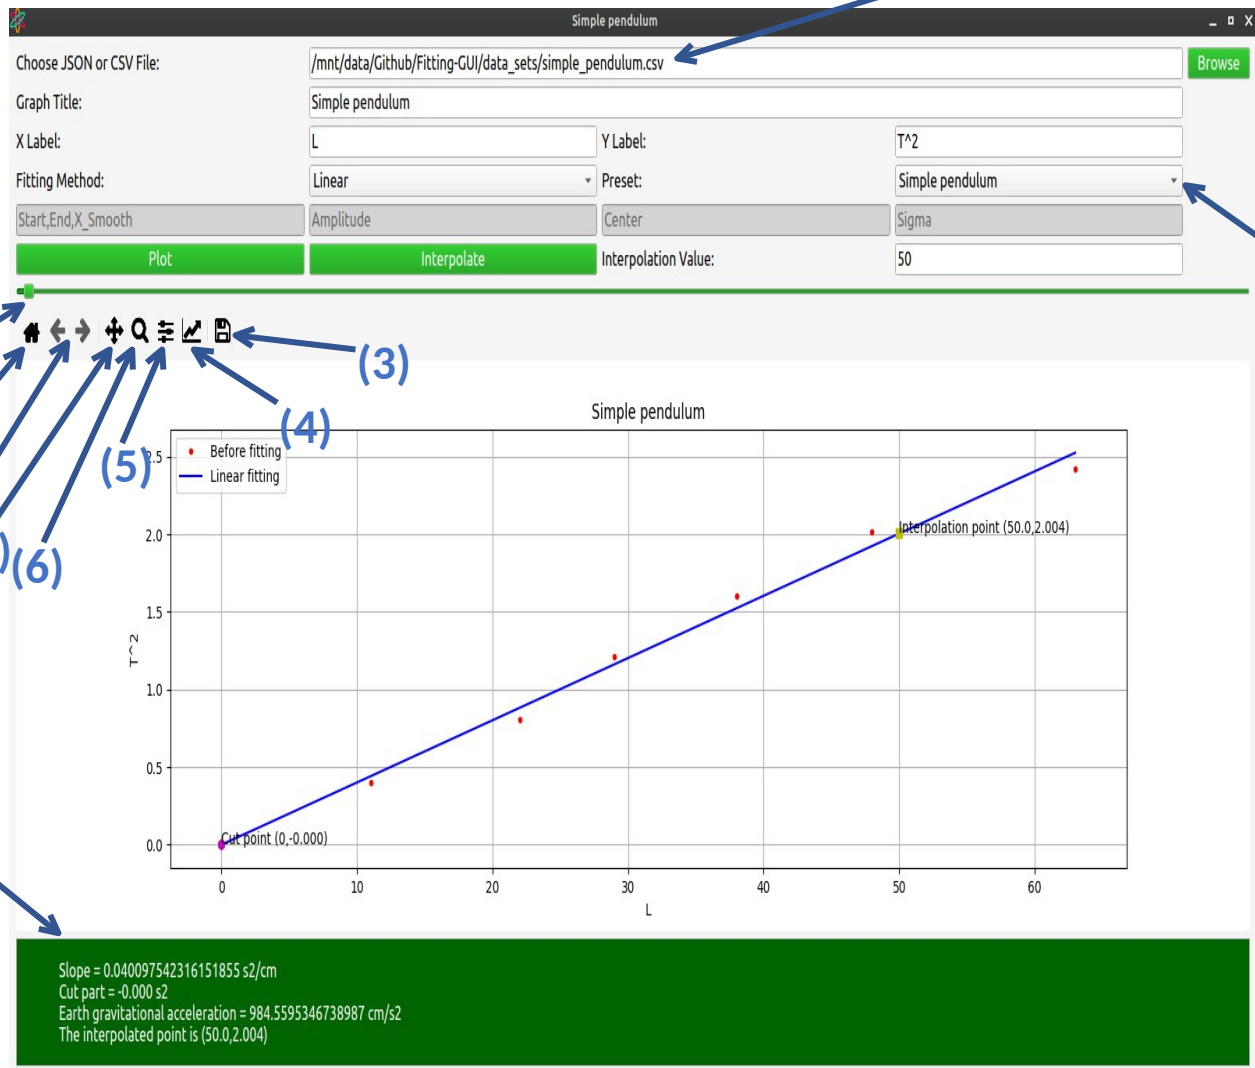 Simple pendulum
Choose JSON or CSV File: /mnt/data/Github/Fitting-GUI/data_sets/simple_pendulum.csv Browse
Graph Title: Simple pendulum
X Label: L Y Label: T^2
Fitting Method: Linear Preset: Simple pendulum
Start,End,X_Smooth Amplitude Center Sigma
Plot Interpolate Interpolation Value: 50
(3)
(4)
(5)
(6)
)
Simple pendulum
Before fitting
Linear fitting
2.5
2.0
1.5
1.0
0.5
0.0
T^2
Interpolation point (50.0,2.004)
Cut point (0,-0.000)
0 10 20 30 40 50 60
L
Slope = 0.040097542316151855 s2/cm
Cut part = -0.000 s2
Earth gravitational acceleration = 984.5595346738987 cm/s2
The interpolated point is (50.0,2.004)